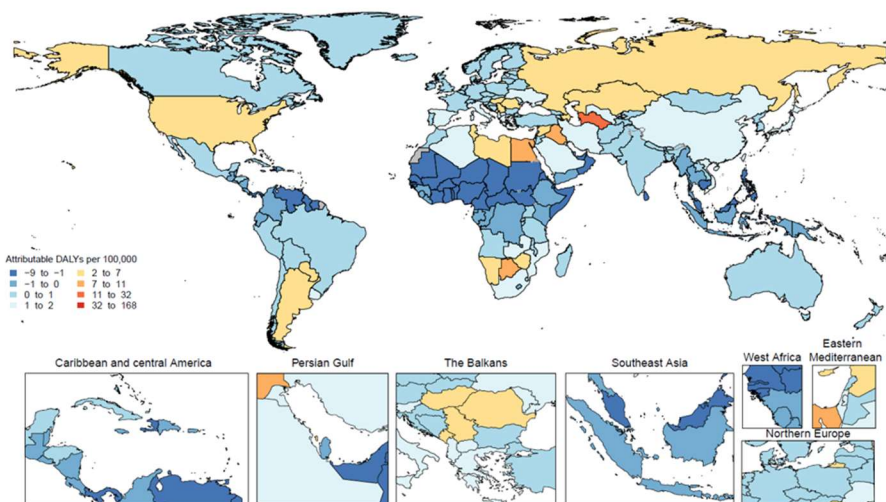 Attributable DALYs per 100,000
−9 to −1
−1 to 0
0 to 1
1 to 2
2 to 7
7 to 11
11 to 32
32 to 168
Caribbean and central America
Persian Gulf
The Balkans
Southeast Asia
West Africa
Eastern
Mediterranean
Northern Europe